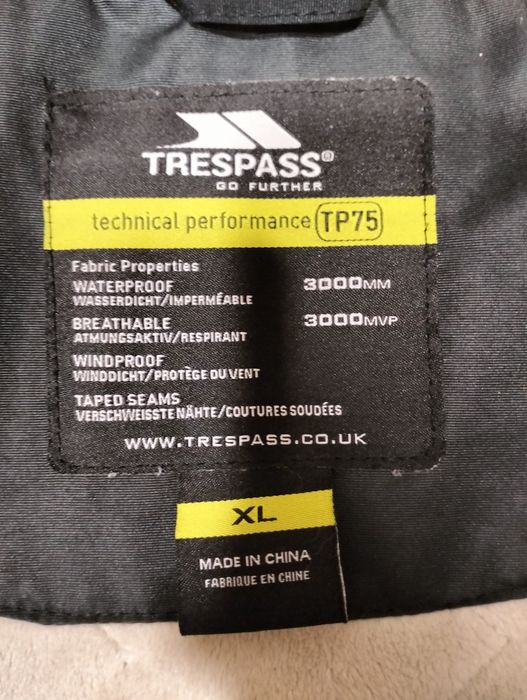 TRESPASS®
GO FURTHER
technical performance TP75
Fabric Properties
WATERPROOF 3000MM
WASSERDICHT/IMPERMÉABLE
BREATHABLE 3000MVP
ATMUNGSAKTIV/RESPIRANT
WINDPROOF
WINDDICHT/PROTÈGE DU VENT
TAPED SEAMS
VERSCHWEISSTE NÄHTE/COUTURES SOUDÉES
WWW.TRESPASS.CO.UK
XL
MADE IN CHINA
FABRIQUE EN CHINE